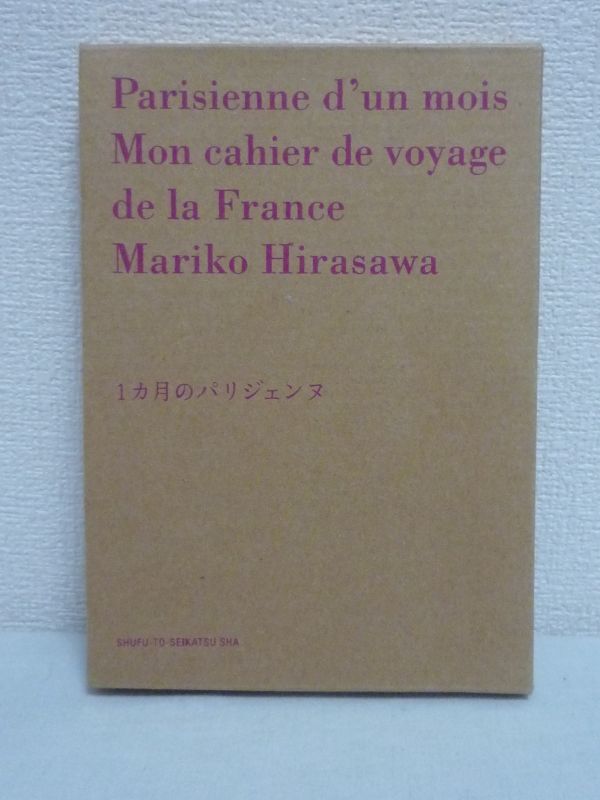 Parisienne d'un mois
Mon cahier de voyage
de la France
Mariko Hirasawa
1カ月のパリジェンヌ
SHUFU-TO-SEIKATSU SHA